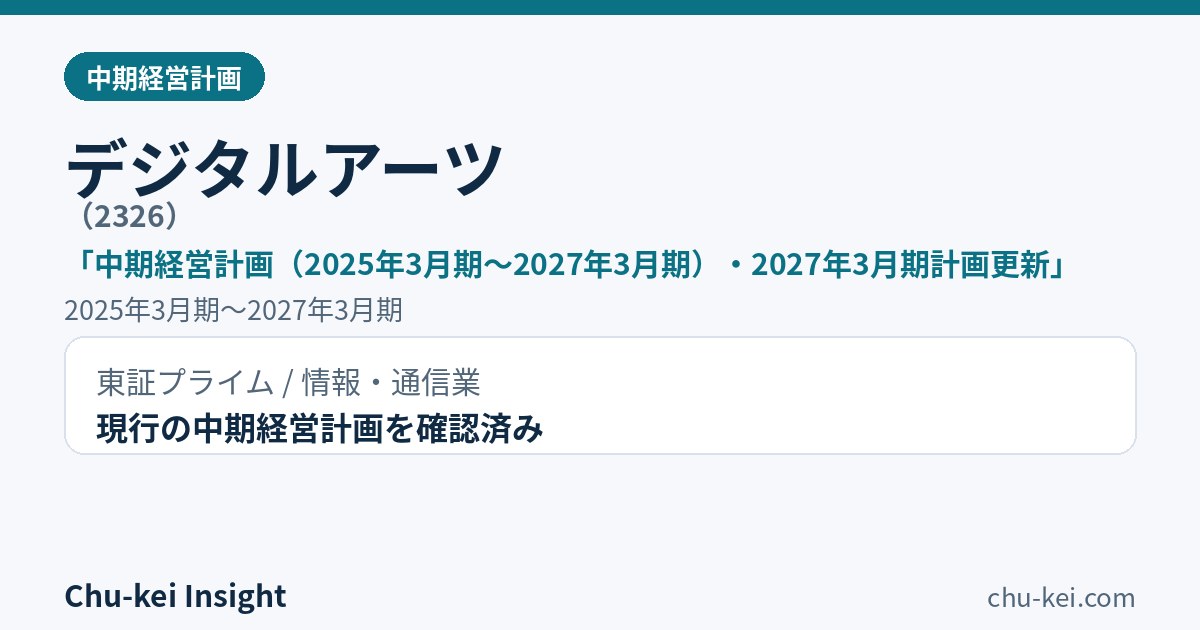 中期経営計画
デジタルアーツ
（2326）
「中期経営計画（2025年3月期〜2027年3月期）・2027年3月期計画更新」
2025年3月期〜2027年3月期
東証プライム / 情報・通信業
現行の中期経営計画を確認済み
Chu-kei Insight
chu-kei.com